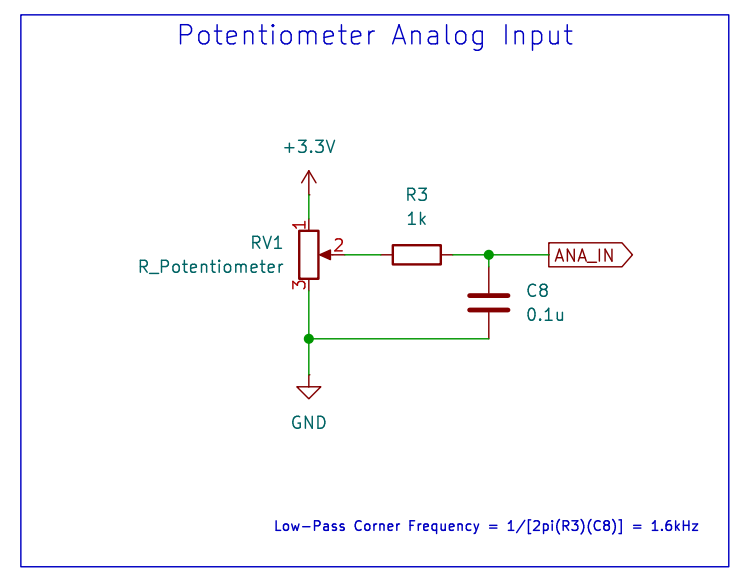 Potentiometer Analog Input
+3.3V
R3
1k
1
RV1
2
R_Potentiometer
3
ANA_IN
C8
0.1u
GND
Low-Pass Corner Frequency = 1/[2pi(R3)(C8)] = 1.6kHz